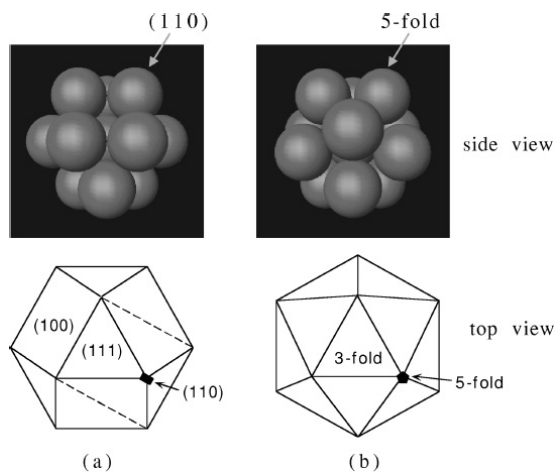 (110)
5-fold
side view
(100)
(111)
(110)
3-fold
5-fold
top view
(a)
(b)